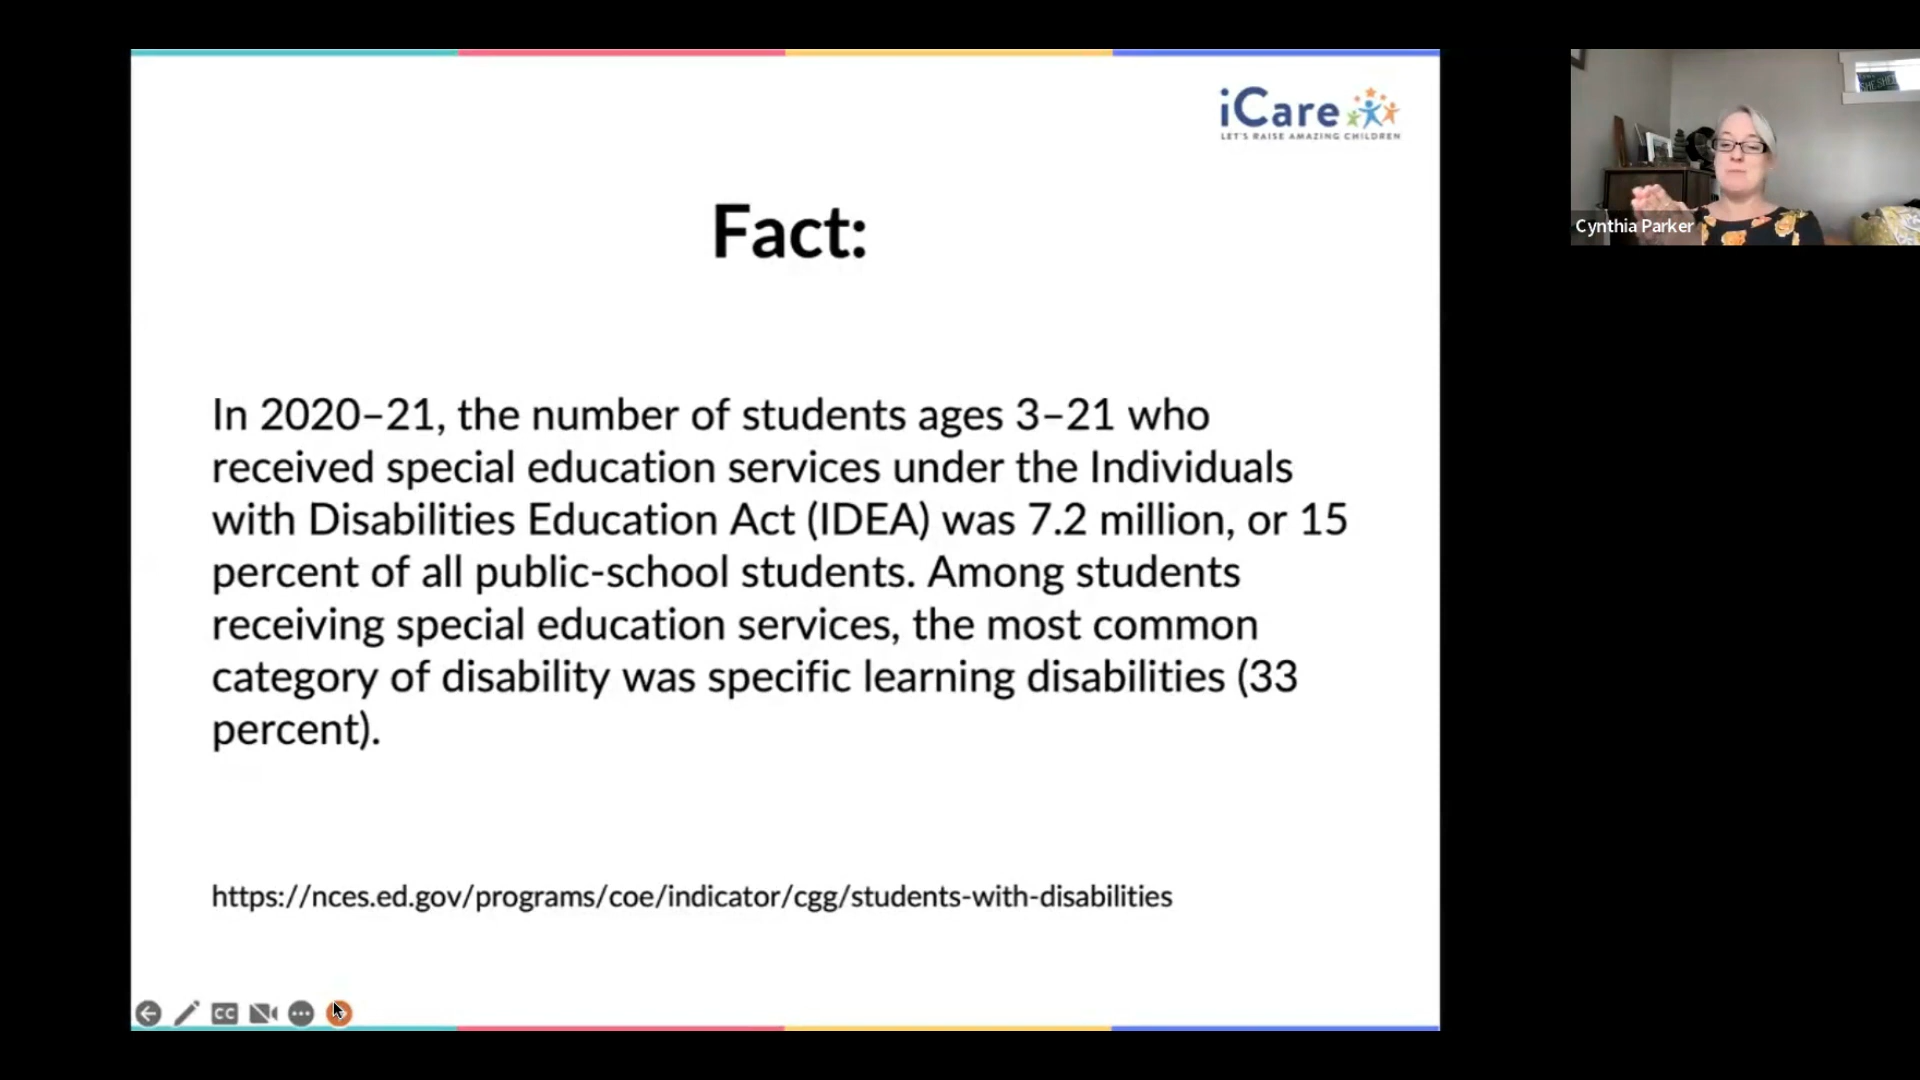 iCare
LET'S RAISE AMAZING CHILDREN
Fact:
In 2020–21, the number of students ages 3–21 who
received special education services under the Individuals
with Disabilities Education Act (IDEA) was 7.2 million, or 15
percent of all public-school students. Among students
receiving special education services, the most common
category of disability was specific learning disabilities (33
percent).
https://nces.ed.gov/programs/coe/indicator/cgg/students-with-disabilities
CC
Cynthia Parker